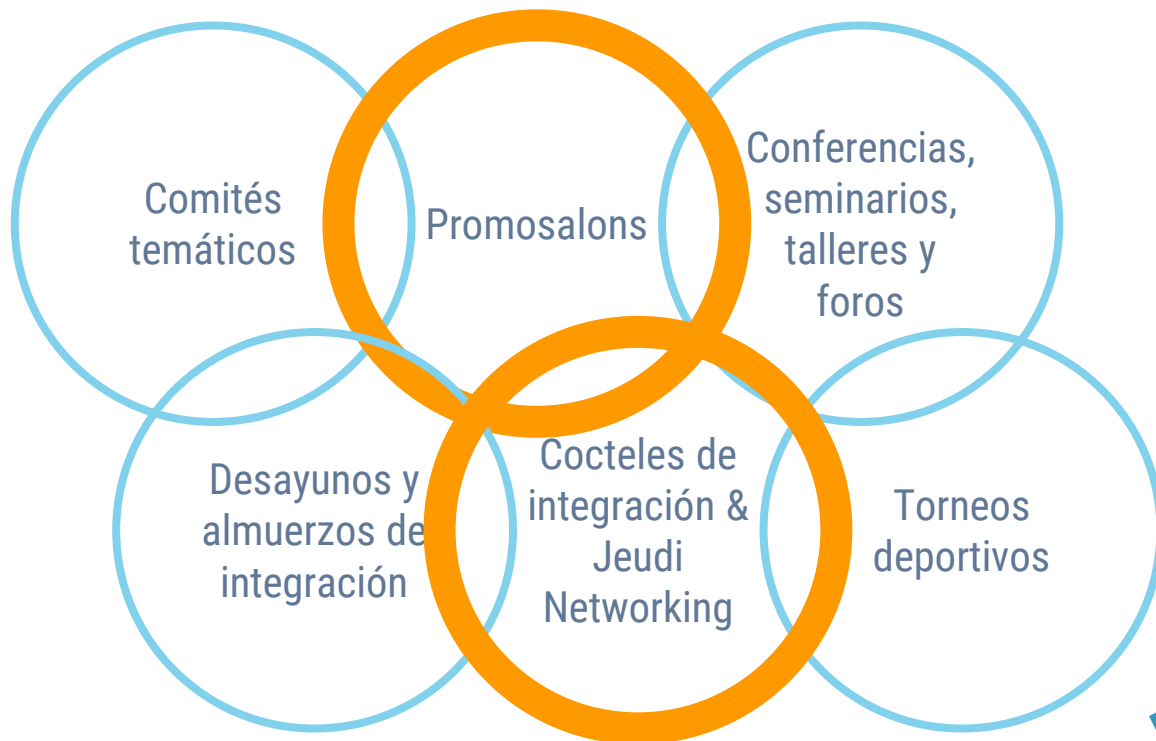 Comités
temáticos
Promosalons
Conferencias,
seminarios,
talleres y
foros
Desayunos y
almuerzos de
integración
Cocteles de
integración &
Jeudi
Networking
Torneos
deportivos